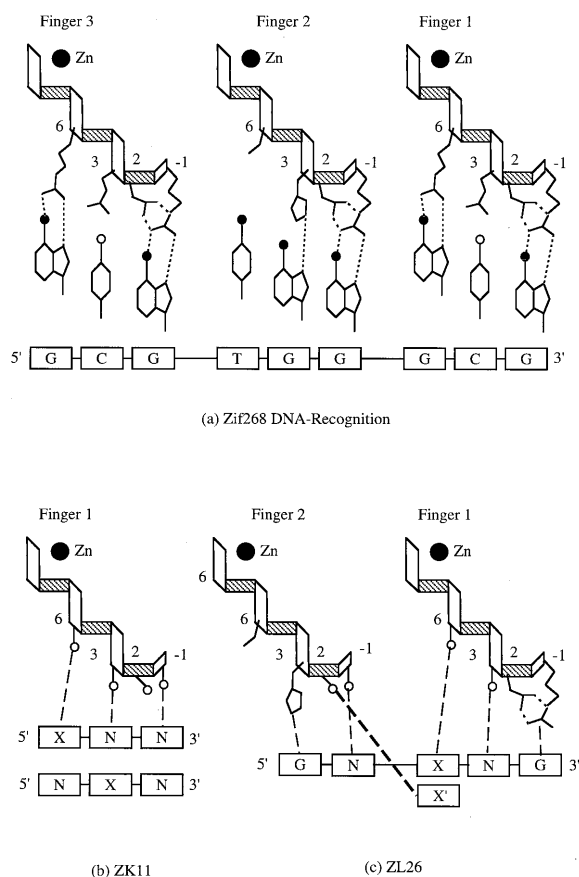 Finger 3 Finger 2 Finger 1
Zn Zn Zn
6 6 6
3 2 -1 3 2 -1 3 2 -1
5' G C G T G G G C G 3'
(a) Zif268 DNA-Recognition
Finger 1 Finger 2 Finger 1
Zn Zn Zn
6
6 6 6
3 2 -1 3 2 -1 3 2 -1
5' X N N 3'
5' G N X N G 3'
5' N X N 3'
X'
(b) ZK11 (c) ZL26